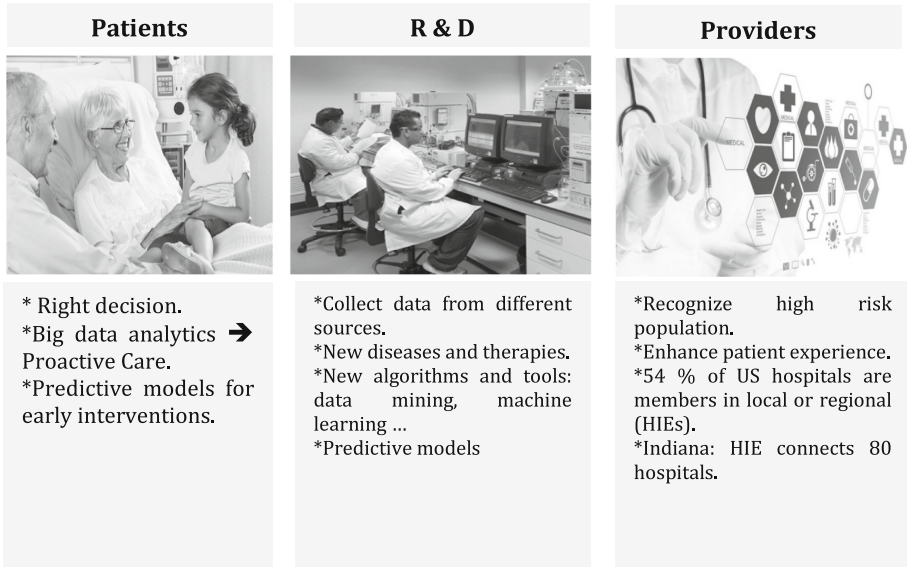 Patients
R & D
Providers
MEDICAL
MEDICAL
* Right decision.
*Big data analytics ➔
Proactive Care.
*Predictive models for
early interventions.
*Collect data from different
sources.
*New diseases and therapies.
*New algorithms and tools:
data mining, machine
learning ...
*Predictive models
*Recognize high risk
population.
*Enhance patient experience.
*54 % of US hospitals are
members in local or regional
(HIEs).
*Indiana: HIE connects 80
hospitals.